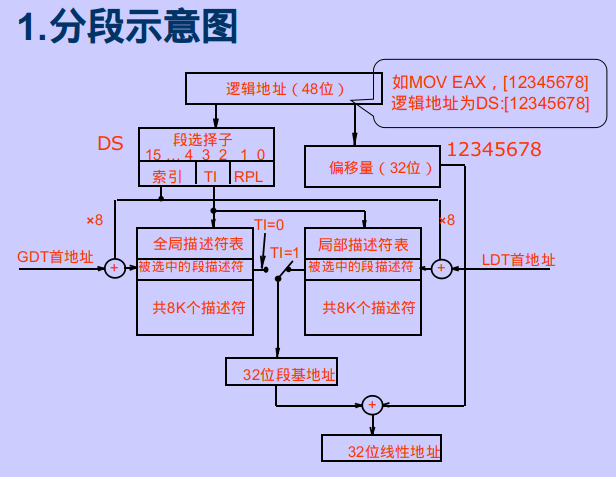 1.分段示意图
逻辑地址（48位）
如MOV EAX，[12345678]
逻辑地址为DS:[12345678]
DS
段选择子
15 ... 4 3 2 1 0
索引 TI RPL
偏移量（32位）
12345678
×8
×8
TI=0
TI=1
全局描述符表
局部描述符表
GDT首地址
+
被选中的段描述符
被选中的段描述符
+
LDT首地址
共8K个描述符
共8K个描述符
32位段基地址
+
32位线性地址